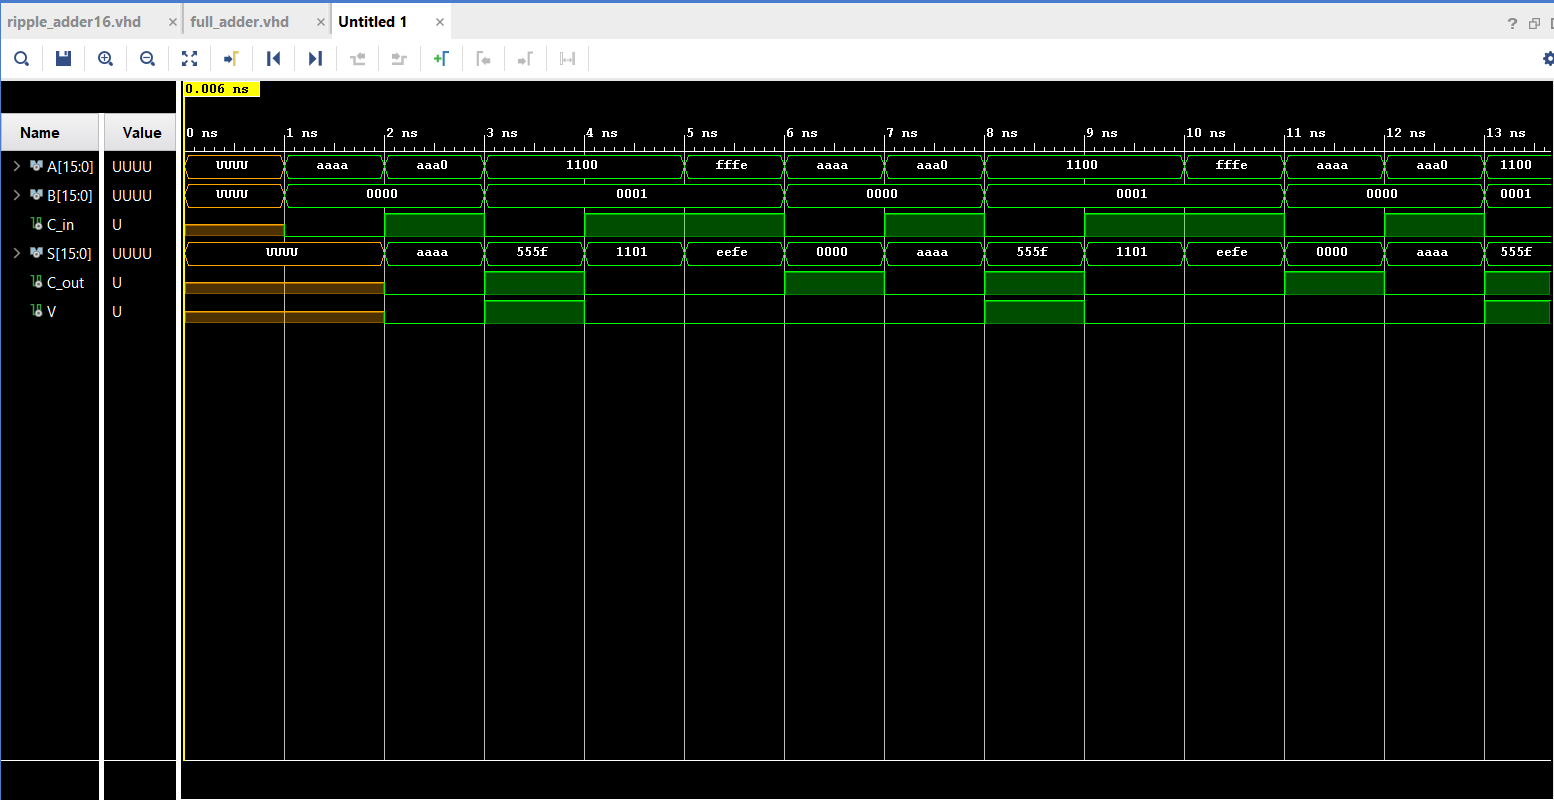 ripple_adder16.vhd × full_adder.vhd × Untitled 1 ×
?
0.006 ns
Name Value
0 ns 1 ns 2 ns 3 ns 4 ns 5 ns 6 ns 7 ns 8 ns 9 ns 10 ns 11 ns 12 ns 13 ns
A[15:0] UUUU UUUU aaaa aaa0 1100 fffe aaaa aaa0 1100 fffe aaaa aaa0 1100
B[15:0] UUUU UUUU 0000 0001 0000 0001 0000 0001
C_in U
S[15:0] UUUU UUUU aaaa 555f 1101 eefe 0000 aaaa 555f 1101 eefe 0000 aaaa 555f
C_out U
V U